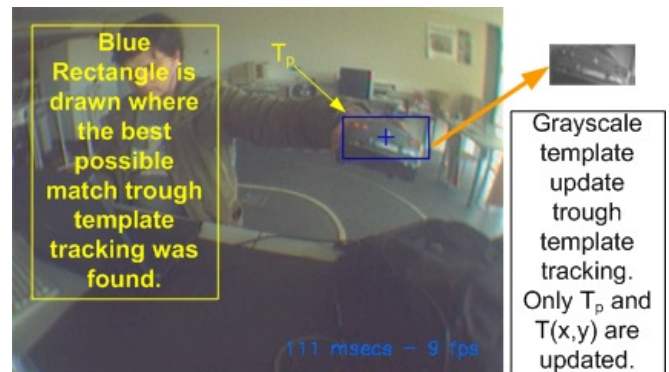 Blue
Rectangle is
drawn where
the best
possible
match trough
template
tracking was
found.
Tₚ
111 msecs - 9 fps
Grayscale
template
update
trough
template
tracking.
Only Tₚ and
T(x,y) are
updated.